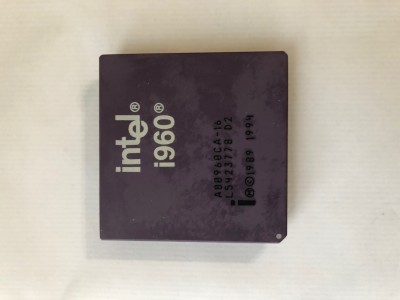 intel®
i960®
A80960CA-16
L5423778 D2
i ⓜ © 1989 1994